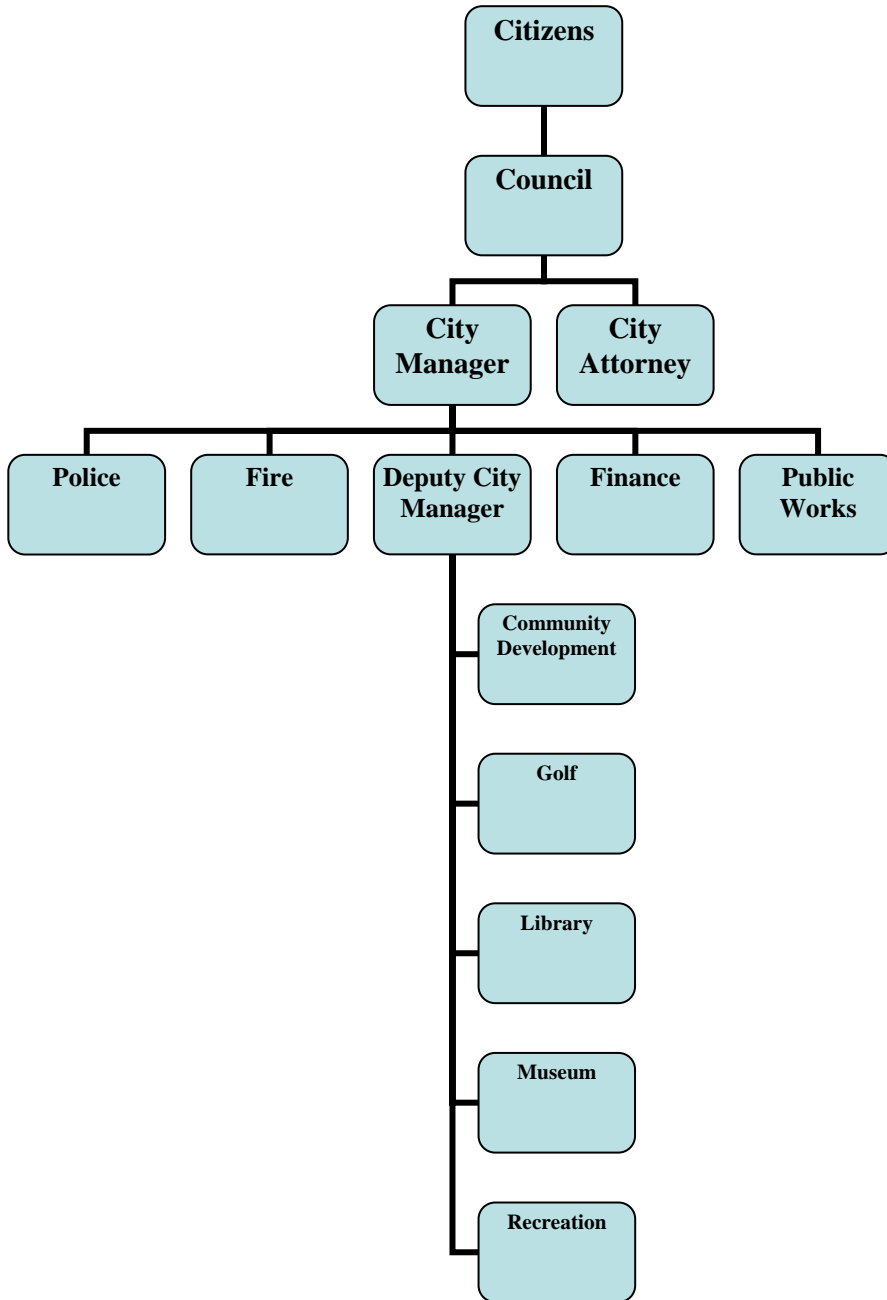 Citizens
Council
City
Manager
City
Attorney
Police
Fire
Deputy City
Manager
Finance
Public
Works
Community
Development
Golf
Library
Museum
Recreation